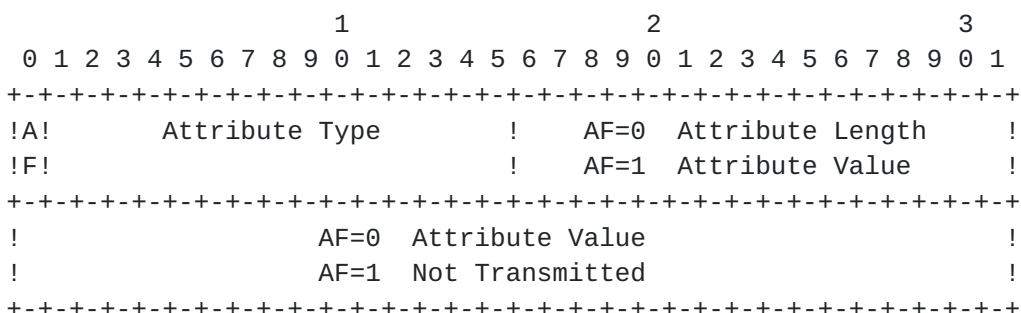 1                   2                   3
 0 1 2 3 4 5 6 7 8 9 0 1 2 3 4 5 6 7 8 9 0 1 2 3 4 5 6 7 8 9 0 1
+-+-+-+-+-+-+-+-+-+-+-+-+-+-+-+-+-+-+-+-+-+-+-+-+-+-+-+-+-+-+-+-+
!A!       Attribute Type        !    AF=0  Attribute Length     !
!F!                             !    AF=1  Attribute Value      !
+-+-+-+-+-+-+-+-+-+-+-+-+-+-+-+-+-+-+-+-+-+-+-+-+-+-+-+-+-+-+-+-+
!                   AF=0  Attribute Value                       !
!                   AF=1  Not Transmitted                       !
+-+-+-+-+-+-+-+-+-+-+-+-+-+-+-+-+-+-+-+-+-+-+-+-+-+-+-+-+-+-+-+-+